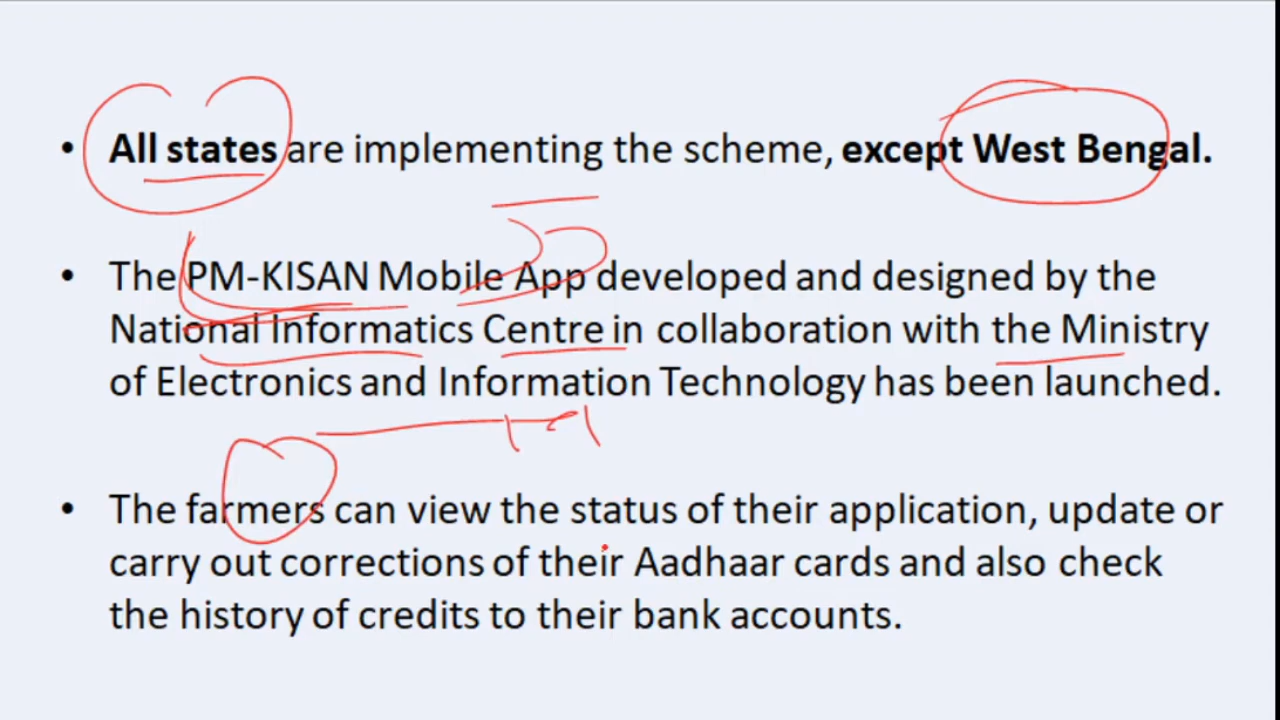 • All states are implementing the scheme, except West Bengal.
• The PM-KISAN Mobile App developed and designed by the
National Informatics Centre in collaboration with the Ministry
of Electronics and Information Technology has been launched.
• The farmers can view the status of their application, update or
carry out corrections of their Aadhaar cards and also check
the history of credits to their bank accounts.